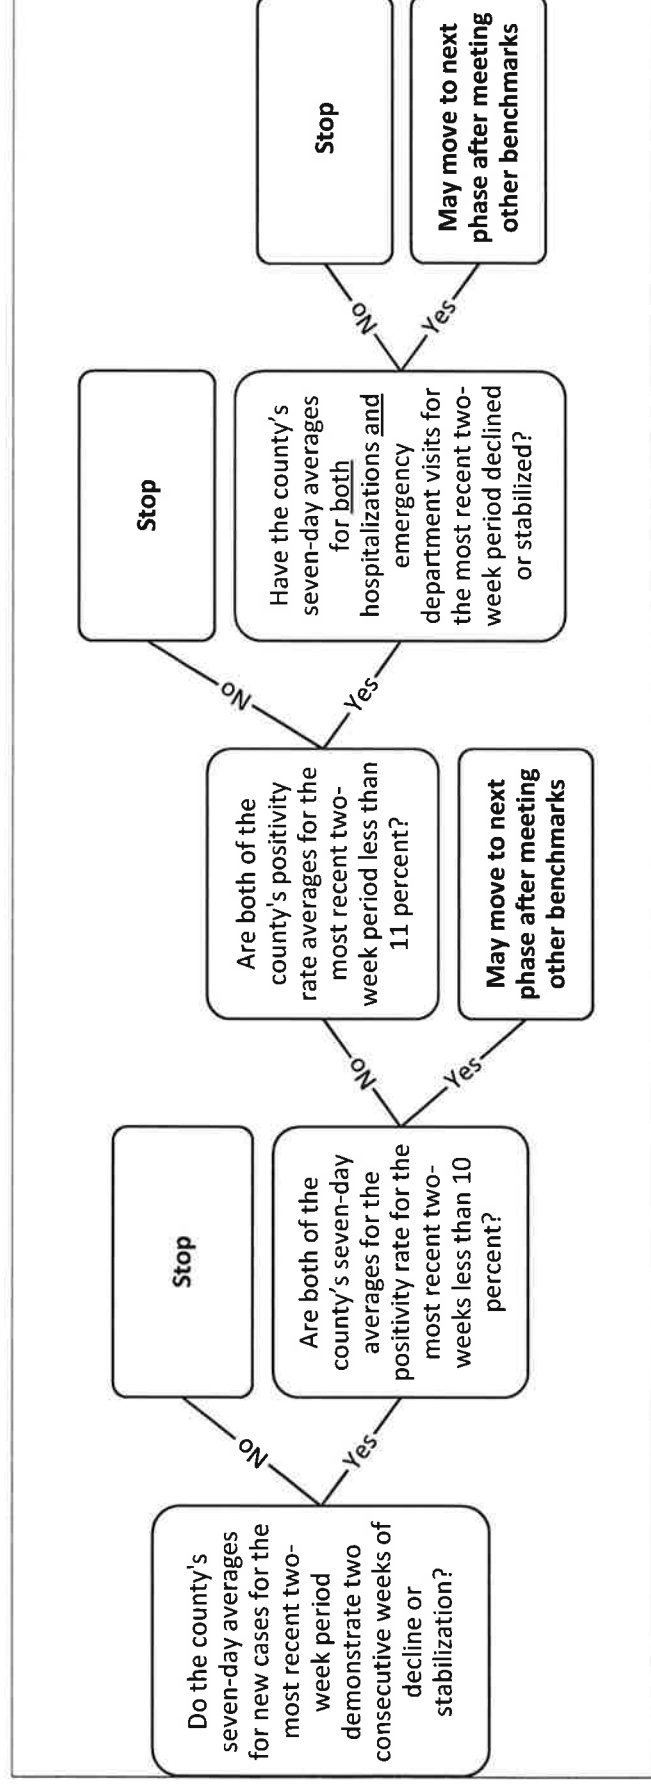 Do the county's
seven-day averages
for new cases for the
most recent two-
week period
demonstrate two
consecutive weeks of
decline or
stabilization?
No
Yes
Stop
Are both of the
county's seven-day
averages for the
positivity rate for the
most recent two-
weeks less than 10
percent?
No
Yes
Are both of the
county's positivity
rate averages for the
most recent two-
week period less than
11 percent?
May move to next
phase after meeting
other benchmarks
No
Yes
Stop
Have the county's
seven-day averages
for both
hospitalizations and
emergency
department visits for
the most recent two-
week period declined
or stabilized?
No
Yes
Stop
May move to next
phase after meeting
other benchmarks